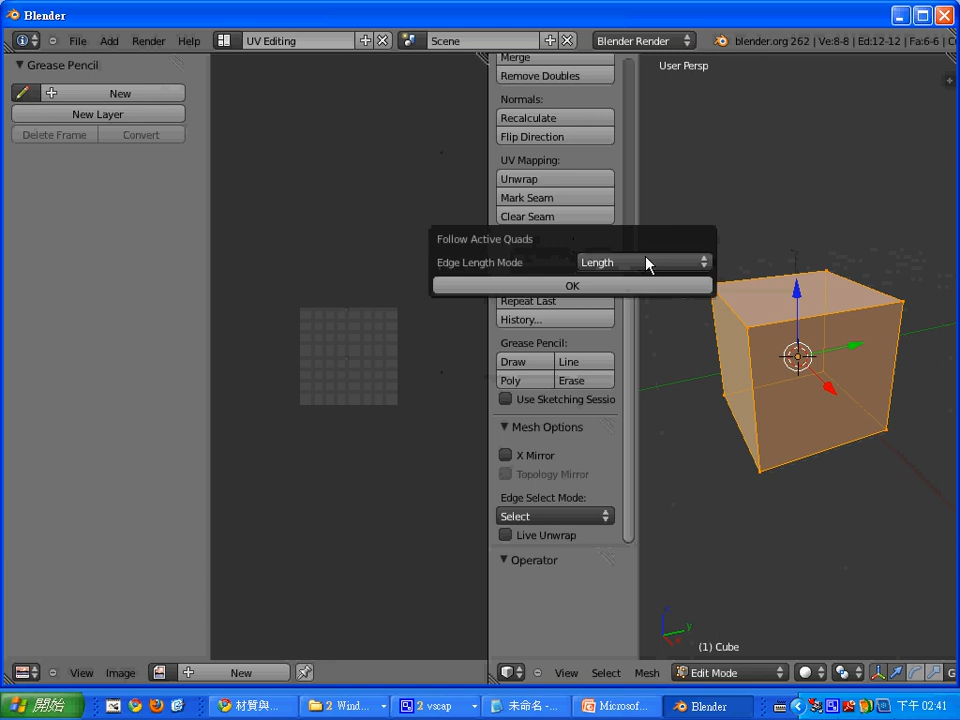 Blender
File Add Render Help UV Editing Scene Blender Render blender.org 262 | Ve:8-8 | Ed:12-12 | Fa:6-6 |
Grease Pencil
New
New Layer
Delete Frame Convert
Merge
Remove Doubles
Normals:
Recalculate
Flip Direction
UV Mapping:
Unwrap
Mark Seam
Clear Seam
Follow Active Quads
Edge Length Mode Length
OK
Repeat Last
History...
Grease Pencil:
Draw Line
Poly Erase
Use Sketching Sessio
Mesh Options
X Mirror
Topology Mirror
Edge Select Mode:
Select
Live Unwrap
Operator
User Persp
z
y
(1) Cube
View Image New
View Select Mesh Edit Mode G
開始 材質與... 2 Wind... 2 vscap 未命名 -... Microsof... Blender 下午 02:41